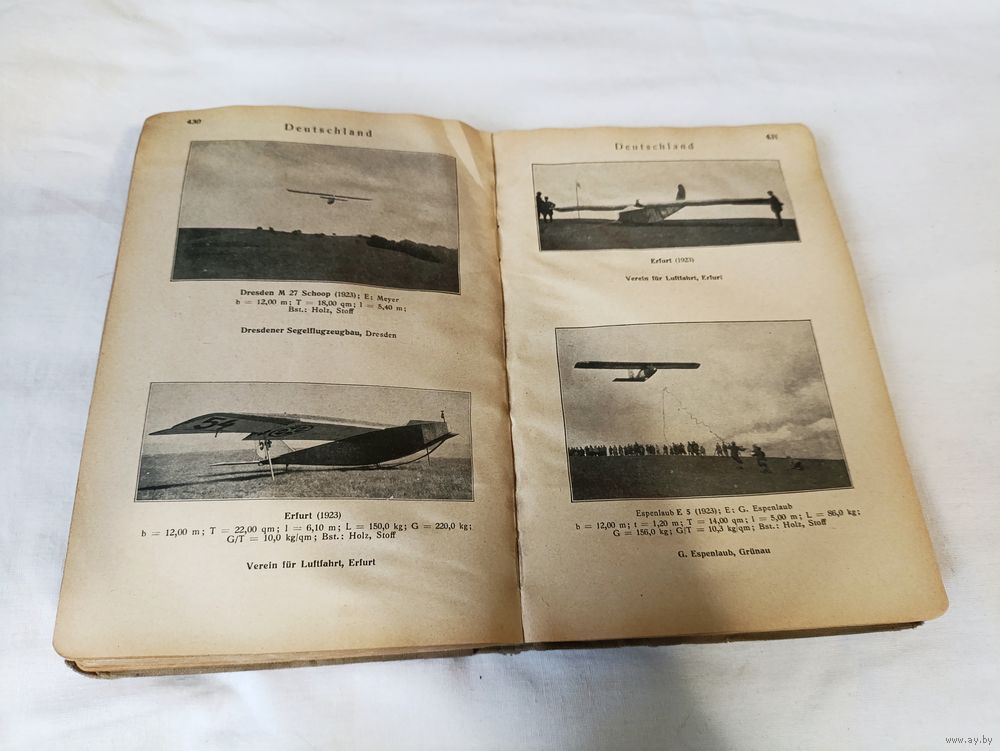 430
Deutschland
Dresden M 27 Schoop (1923); E: Meyer
b = 12,00 m; T = 18,00 qm; l = 5,40 m;
Bst.: Holz, Stoff
Dresdener Segelflugzeugbau, Dresden
54
Erfurt (1923)
b = 12,00 m; T = 22,00 qm; l = 6,10 m; L = 150,0 kg; G = 220,0 kg;
G/T = 10,0 kg/qm; Bst.: Holz, Stoff
Verein für Luftfahrt, Erfurt
431
Deutschland
Erfurt (1923)
Verein für Luftfahrt, Erfurt
Espenlaub E 5 (1923); E: G. Espenlaub
b = 12,00 m; t = 1,20 m; T = 14,00 qm; l = 5,00 m; L = 86,0 kg;
G = 156,0 kg; G/T = 10,3 kg/qm; Bst.: Holz, Stoff
G. Espenlaub, Grünau
www.ay.by